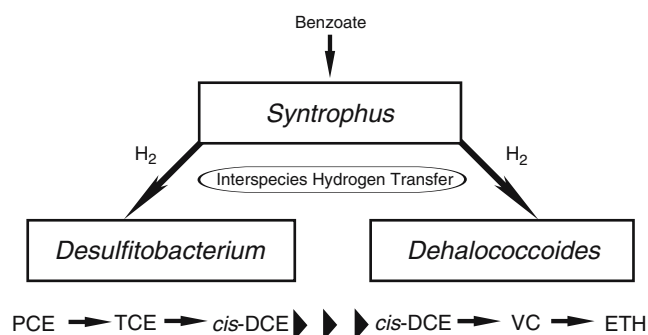 Benzoate
Syntrophus
H₂ H₂
Interspecies Hydrogen Transfer
Desulfitobacterium Dehalococcoides
PCE TCE cis-DCE cis-DCE VC ETH